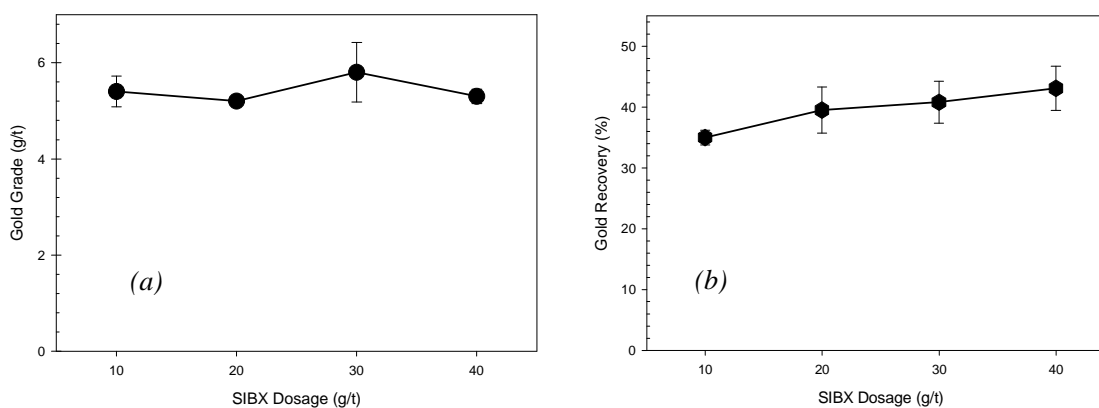 Gold Grade (g/t)
6
4
2
0
10 20 30 40
SIBX Dosage (g/t)
(a)
Gold Recovery (%)
50
40
30
20
10
0
10 20 30 40
SIBX Dosage (g/t)
(b)